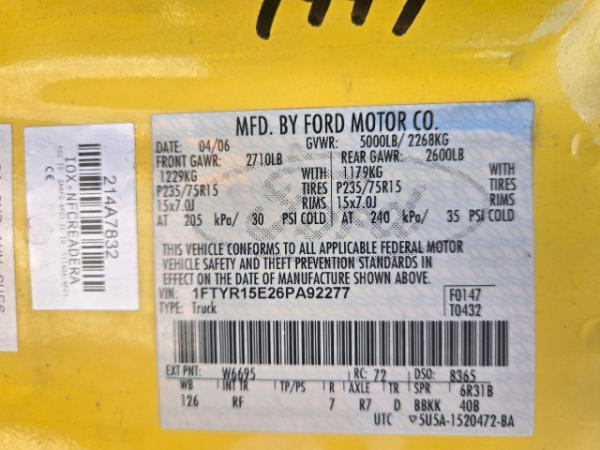 MFD. BY FORD MOTOR CO.
DATE: 04/06 GVWR: 5000LB/ 2268KG
FRONT GAWR: 2710LB REAR GAWR: 2600LB
1229KG WITH 1179KG WITH
P235/75R15 TIRES P235/75R15 TIRES
15x7.0J RIMS 15x7.0J RIMS
AT 205 kPa/ 30 PSI COLD AT 240 kPa/ 35 PSI COLD
THIS VEHICLE CONFORMS TO ALL APPLICABLE FEDERAL MOTOR
VEHICLE SAFETY AND THEFT PREVENTION STANDARDS IN
EFFECT ON THE DATE OF MANUFACTURE SHOWN ABOVE.
VIN: 1FTYR15E26PA92277 F0147
TYPE: Truck T0432
EXT PNT: W6695 RC: 72 DSO: 8365
WB INT TR TP/PS R AXLE TR SPR 6R31B
126 RF 7 R7 D BBKK 40B
UTC 5U5A-1520472-BA
Ford
214A7832
IOX-NFCREADERA
CE